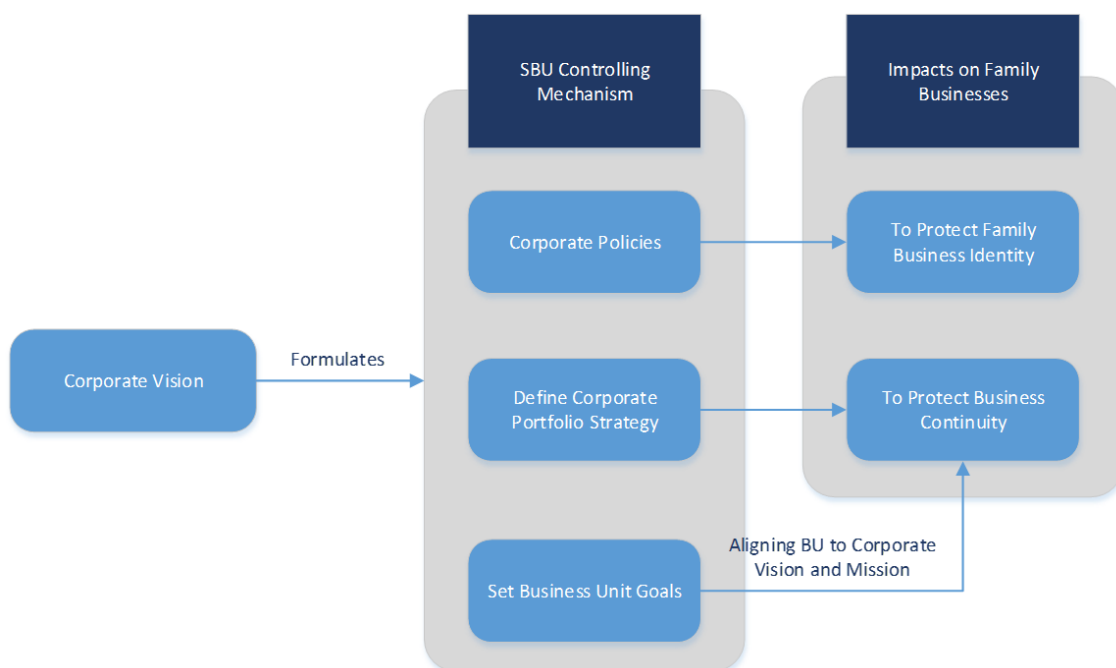 SBU Controlling
Mechanism
Impacts on Family
Businesses
Corporate Policies
To Protect Family
Business Identity
Corporate Vision
Formulates
Define Corporate
Portfolio Strategy
To Protect Business
Continuity
Set Business Unit Goals
Aligning BU to Corporate
Vision and Mission